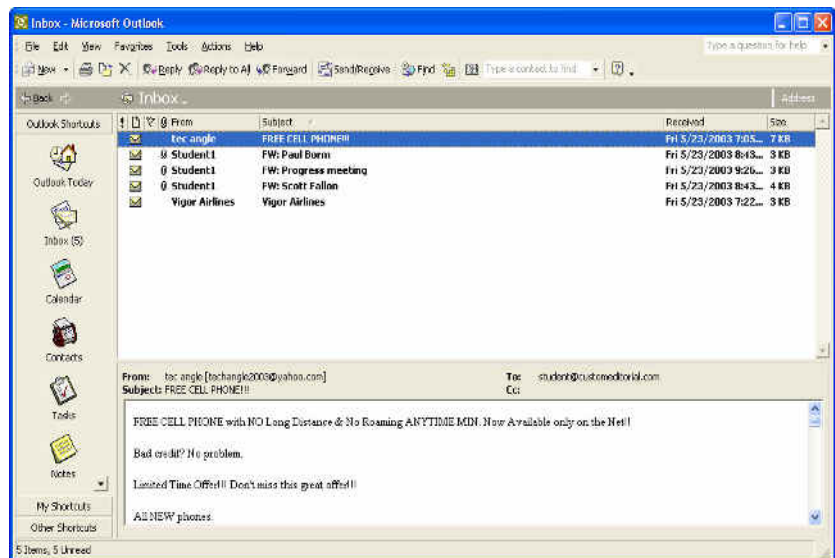 Inbox - Microsoft Outlook
File Edit View Favorites Tools Actions Help Type a question for help
New Reply Reply to All Forward Send/Receive Find Type a contact to find
Back Inbox Address
Outlook Shortcuts From Subject Received Size
tec angle FREE CELL PHONE!!! Fri 5/23/2003 7:05... 7 KB
Student1 FW: Paul Borm Fri 5/23/2003 8:43... 3 KB
Student1 FW: Progress meeting Fri 5/23/2003 9:26... 3 KB
Student1 FW: Scott Fallon Fri 5/23/2003 8:43... 4 KB
Vigor Airlines Vigor Airlines Fri 5/23/2003 7:22... 3 KB
Outlook Today
Inbox (5)
Calendar
Contacts
Tasks
Notes
My Shortcuts
Other Shortcuts
From: tec angle [techangle2003@yahoo.com] To: student@customeditorial.com
Subject: FREE CELL PHONE!!! Cc:
FREE CELL PHONE with NO Long Distance & No Roaming ANYTIME MIN. Now Available only on the Net!!
Bad credit? No problem.
Limited Time Offer!!! Don't miss this great offer!!!
All NEW phones.
5 Items, 5 Unread